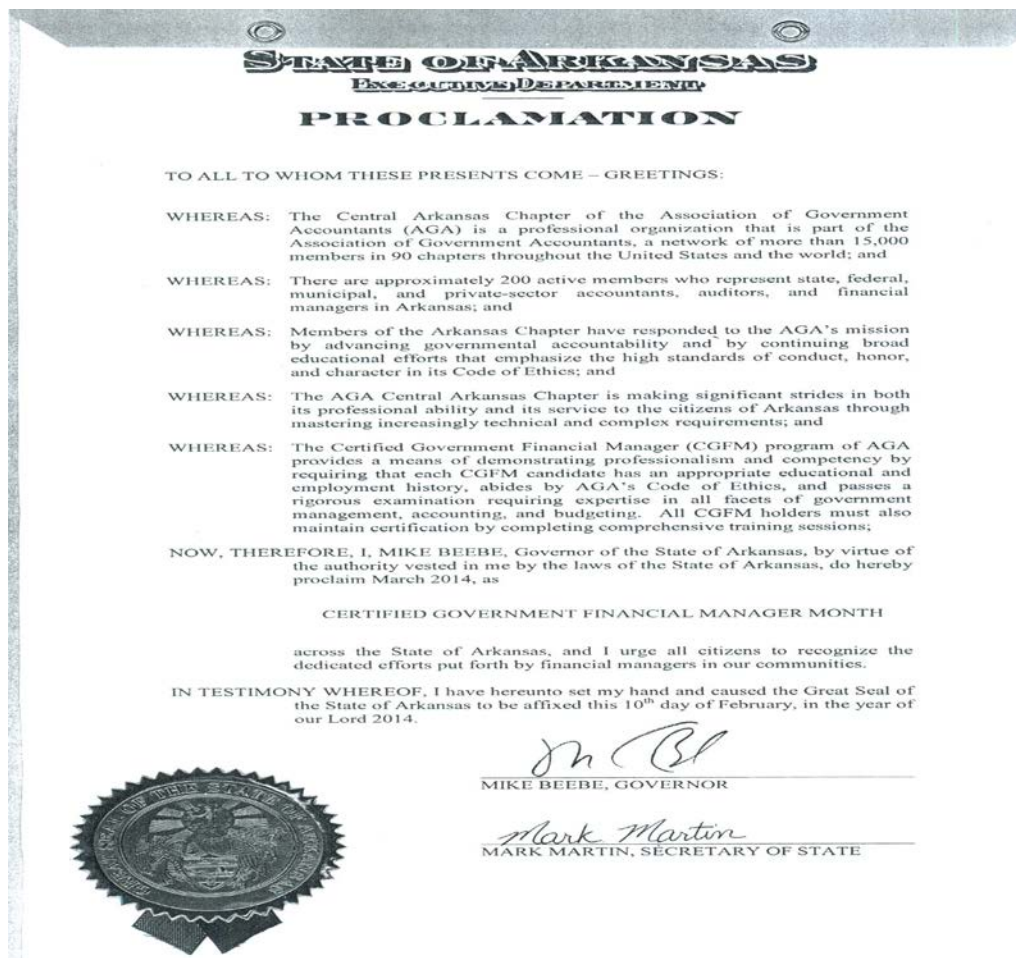 STATE OF ARKANSAS
EXECUTIVE DEPARTMENT
PROCLAMATION
TO ALL TO WHOM THESE PRESENTS COME – GREETINGS:
WHEREAS: The Central Arkansas Chapter of the Association of Government
Accountants (AGA) is a professional organization that is part of the
Association of Government Accountants, a network of more than 15,000
members in 90 chapters throughout the United States and the world; and
WHEREAS: There are approximately 200 active members who represent state, federal,
municipal, and private-sector accountants, auditors, and financial
managers in Arkansas; and
WHEREAS: Members of the Arkansas Chapter have responded to the AGA's mission
by advancing governmental accountability and by continuing broad
educational efforts that emphasize the high standards of conduct, honor,
and character in its Code of Ethics; and
WHEREAS: The AGA Central Arkansas Chapter is making significant strides in both
its professional ability and its service to the citizens of Arkansas through
mastering increasingly technical and complex requirements; and
WHEREAS: The Certified Government Financial Manager (CGFM) program of AGA
provides a means of demonstrating professionalism and competency by
requiring that each CGFM candidate has an appropriate educational and
employment history, abides by AGA's Code of Ethics, and passes a
rigorous examination requiring expertise in all facets of government
management, accounting, and budgeting. All CGFM holders must also
maintain certification by completing comprehensive training sessions;
NOW, THEREFORE, I, MIKE BEEBE, Governor of the State of Arkansas, by virtue of
the authority vested in me by the laws of the State of Arkansas, do hereby
proclaim March 2014, as
CERTIFIED GOVERNMENT FINANCIAL MANAGER MONTH
across the State of Arkansas, and I urge all citizens to recognize the
dedicated efforts put forth by financial managers in our communities.
IN TESTIMONY WHEREOF, I have hereunto set my hand and caused the Great Seal of
the State of Arkansas to be affixed this 10th day of February, in the year of
our Lord 2014.
MIKE BEEBE, GOVERNOR
Mark Martin
MARK MARTIN, SECRETARY OF STATE
GREAT SEAL OF THE STATE OF ARKANSAS